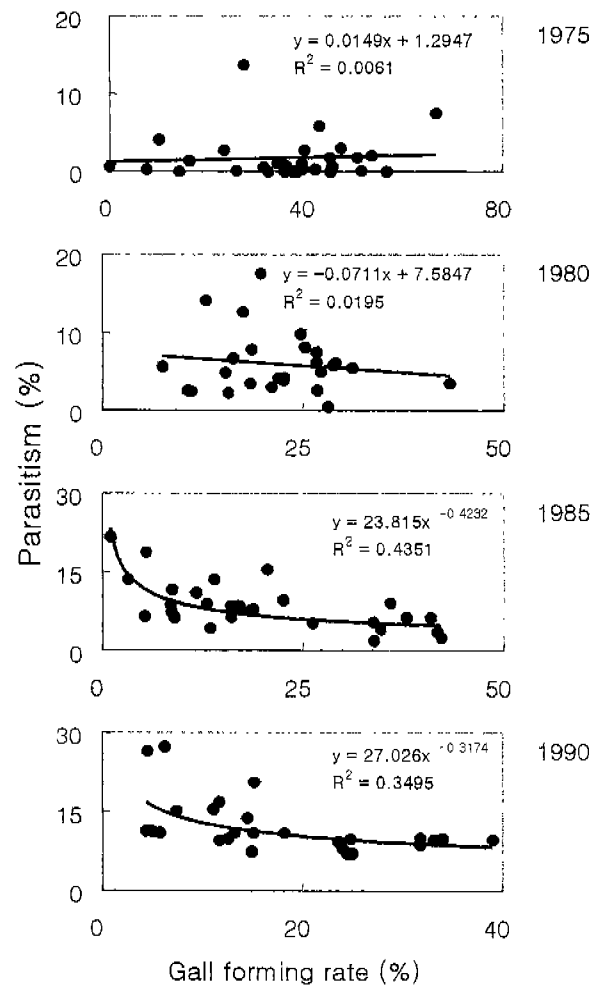 20
y = 0.0149x + 1.2947
1975
R² = 0.0061
10
0
0 40 80
20
y = −0.0711x + 7.5847
1980
R² = 0.0195
10
0
0 25 50
Parasitism (%)
30
y = 23.815x ⁻⁰·⁴²³²
1985
R² = 0.4351
15
0
0 25 50
30
y = 27.026x ⁻⁰·³¹⁷⁴
1990
R² = 0.3495
15
0
0 20 40
Gall forming rate (%)